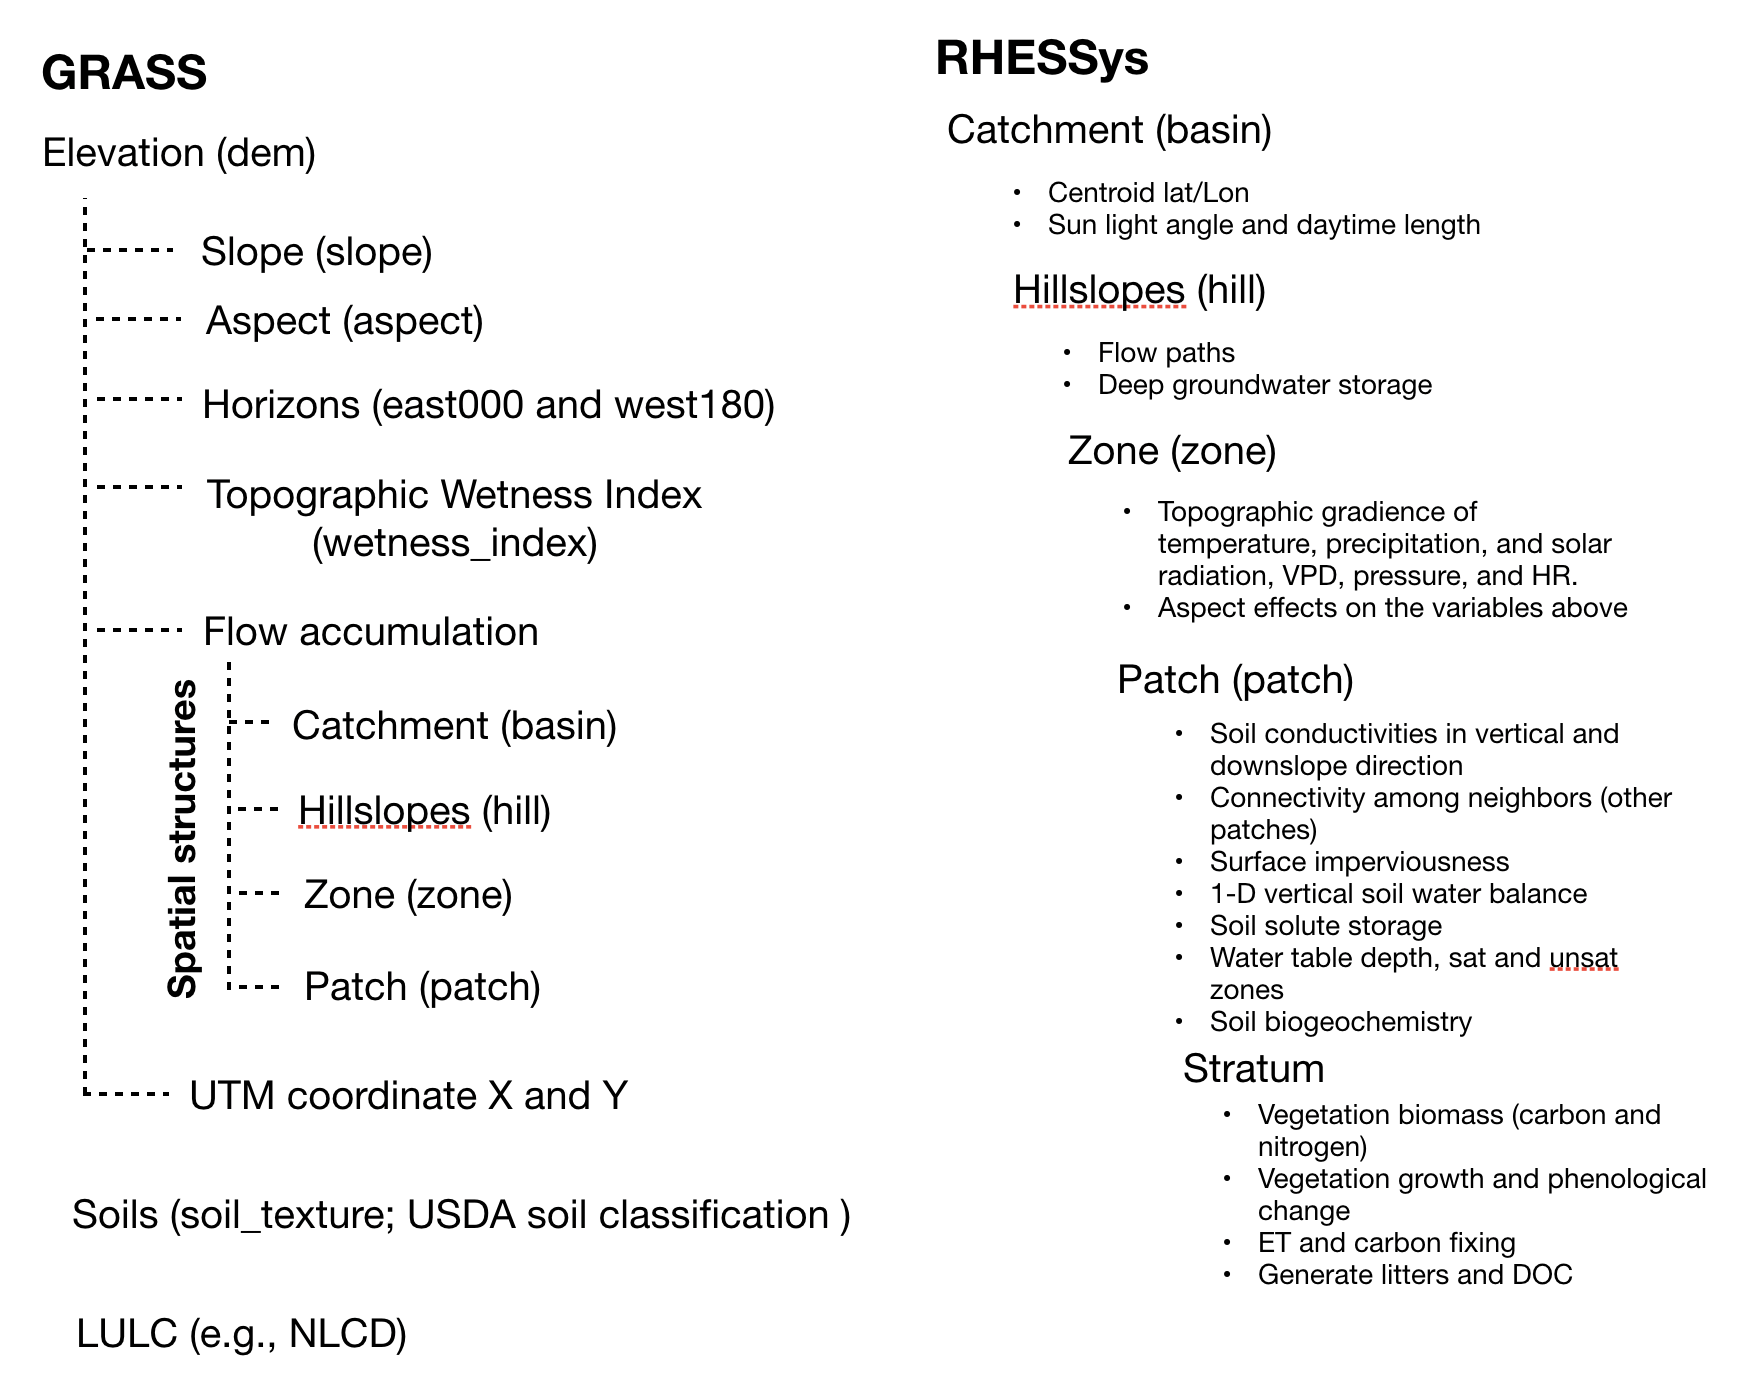 GRASS
Elevation (dem)
Slope (slope)
Aspect (aspect)
Horizons (east000 and west180)
Topographic Wetness Index
(wetness_index)
Flow accumulation
Spatial structures
Catchment (basin)
Hillslopes (hill)
Zone (zone)
Patch (patch)
UTM coordinate X and Y
Soils (soil_texture; USDA soil classification )
LULC (e.g., NLCD)
RHESSys
Catchment (basin)
• Centroid lat/Lon
• Sun light angle and daytime length
Hillslopes (hill)
• Flow paths
• Deep groundwater storage
Zone (zone)
• Topographic gradience of
temperature, precipitation, and solar
radiation, VPD, pressure, and HR.
• Aspect effects on the variables above
Patch (patch)
• Soil conductivities in vertical and
downslope direction
• Connectivity among neighbors (other
patches)
• Surface imperviousness
• 1-D vertical soil water balance
• Soil solute storage
• Water table depth, sat and unsat
zones
• Soil biogeochemistry
Stratum
• Vegetation biomass (carbon and
nitrogen)
• Vegetation growth and phenological
change
• ET and carbon fixing
• Generate litters and DOC